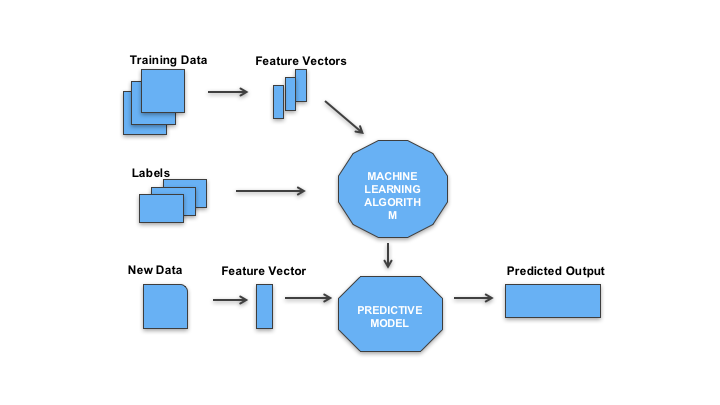 Training Data
Feature Vectors
MACHINE
LEARNING
ALGORITH
M
Labels
New Data
Feature Vector
PREDICTIVE
MODEL
Predicted Output